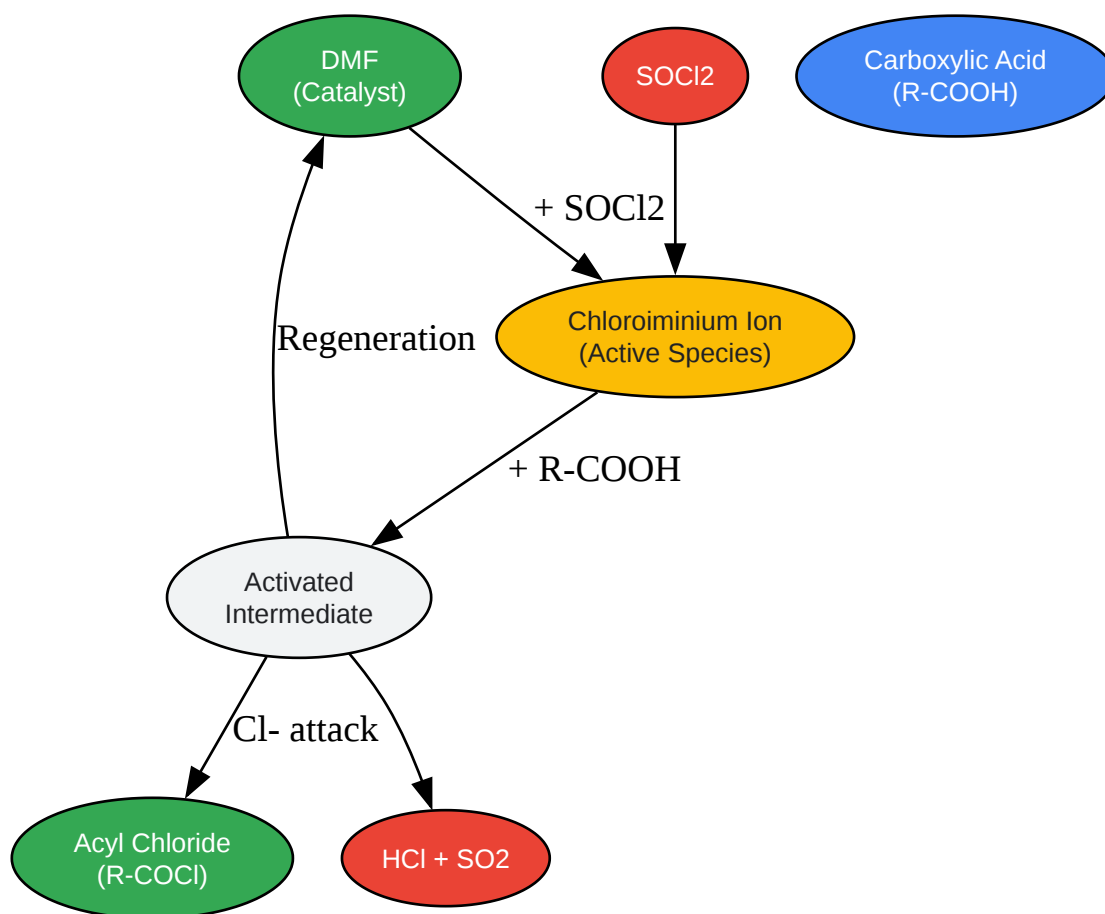 DMF
(Catalyst)
SOCl2
Carboxylic Acid
(R-COOH)
+ SOCl2
Chloroiminium Ion
(Active Species)
Regeneration
+ R-COOH
Activated
Intermediate
Cl- attack
Acyl Chloride
(R-COCl)
HCl + SO2